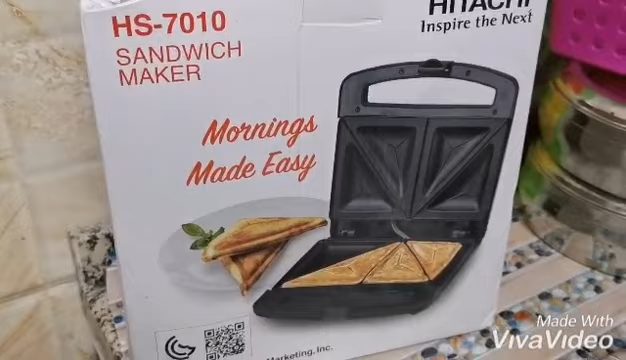 HS-7010
SANDWICH
MAKER
HITACHI
Inspire the Next
Mornings
Made Easy
Marketing, Inc.
Made With
VivaVideo